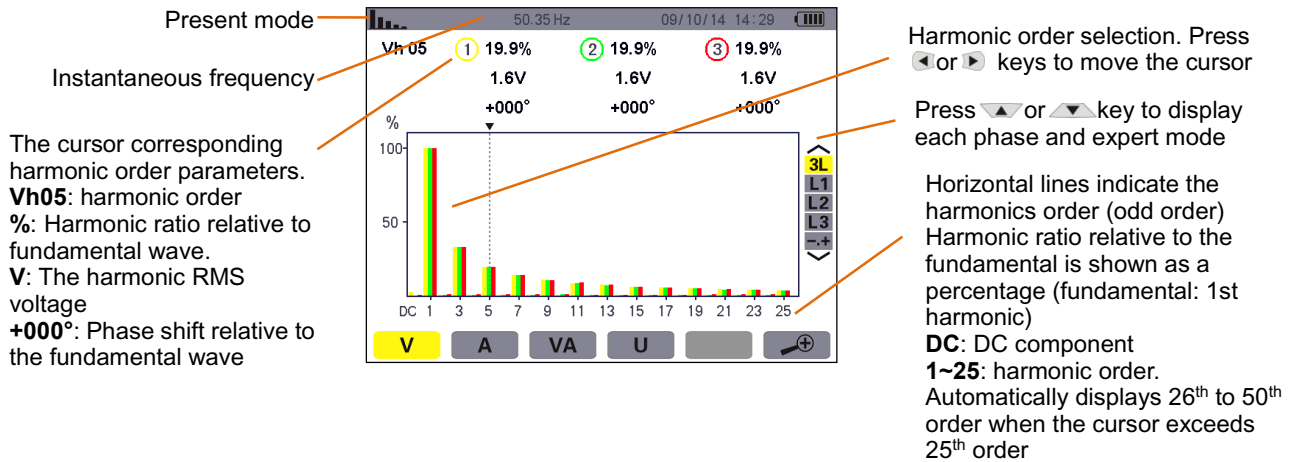 Present mode
Instantaneous frequency
The cursor corresponding
harmonic order parameters.
Vh05: harmonic order
%: Harmonic ratio relative to
fundamental wave.
V: The harmonic RMS
voltage
+000°: Phase shift relative to
the fundamental wave
50.35 Hz 09/10/14 14:29
Vh 05 1 19.9% 2 19.9% 3 19.9%
1.6V 1.6V 1.6V
+000° +000° +000°
%
100
50
DC 1 3 5 7 9 11 13 15 17 19 21 23 25
3L
L1
L2
L3
−.+
V A VA U
Harmonic order selection. Press
or keys to move the cursor
Press or key to display
each phase and expert mode
Horizontal lines indicate the
harmonics order (odd order)
Harmonic ratio relative to the
fundamental is shown as a
percentage (fundamental: 1st
harmonic)
DC: DC component
1~25: harmonic order.
Automatically displays 26th to 50th
order when the cursor exceeds
25th order